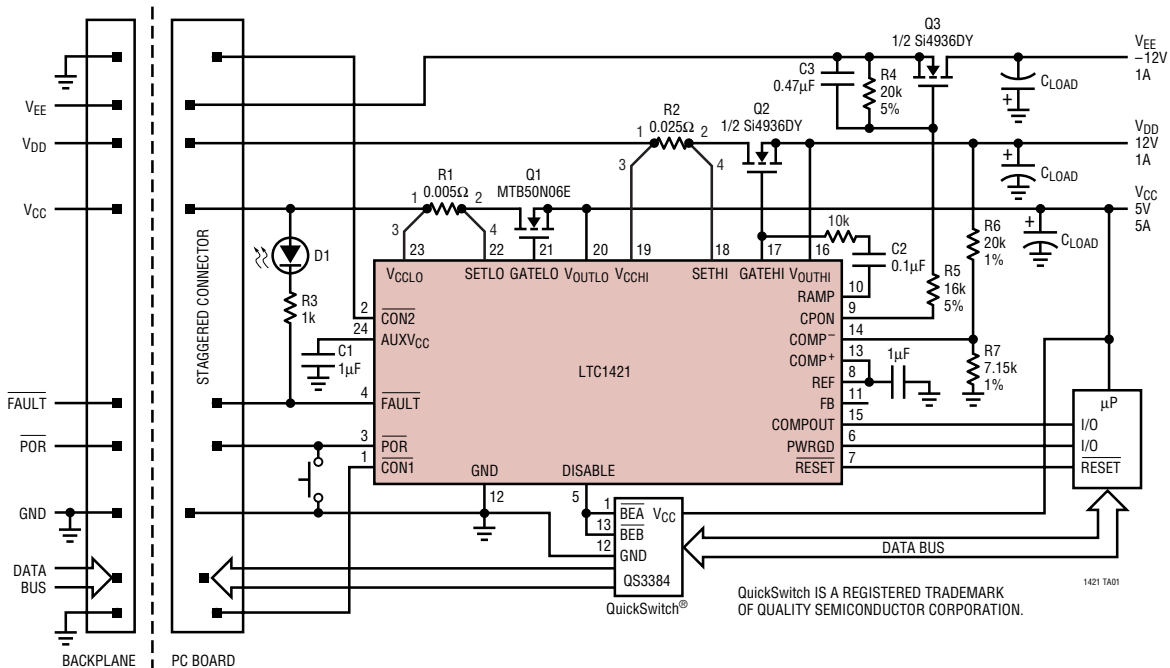 Q3
1/2 Si4936DY
VEE
–12V
1A
C3
0.47µF
R4
20k
5%
CLOAD
+
VEE
VDD
VCC
R2
0.025Ω
1
2
3
4
Q2
1/2 Si4936DY
VDD
12V
1A
+
CLOAD
R1
0.005Ω
1
2
3
4
Q1
MTB50N06E
VCC
5V
5A
+
CLOAD
R6
20k
1%
10k
C2
0.1µF
R5
16k
5%
D1
R3
1k
23
22
21
20
19
18
17
16
VCCLO
SETLO
GATELO
VOUTLO
VCCHI
SETHI
GATEHI
VOUTHI
STAGGERED CONNECTOR
2
CON2
24
AUXVCC
C1
1µF
4
FAULT
3
POR
1
CON1
LTC1421
RAMP
10
CPON
9
COMP–
14
COMP+
13
REF
8
FB
11
COMPOUT
15
PWRGD
6
RESET
7
1µF
R7
7.15k
1%
µP
I/O
I/O
RESET
GND
12
DISABLE
5
FAULT
POR
GND
DATA
BUS
1
BEA
VCC
13
BEB
12
GND
QS3384
QuickSwitch®
DATA BUS
QuickSwitch IS A REGISTERED TRADEMARK
OF QUALITY SEMICONDUCTOR CORPORATION.
1421 TA01
BACKPLANE
PC BOARD